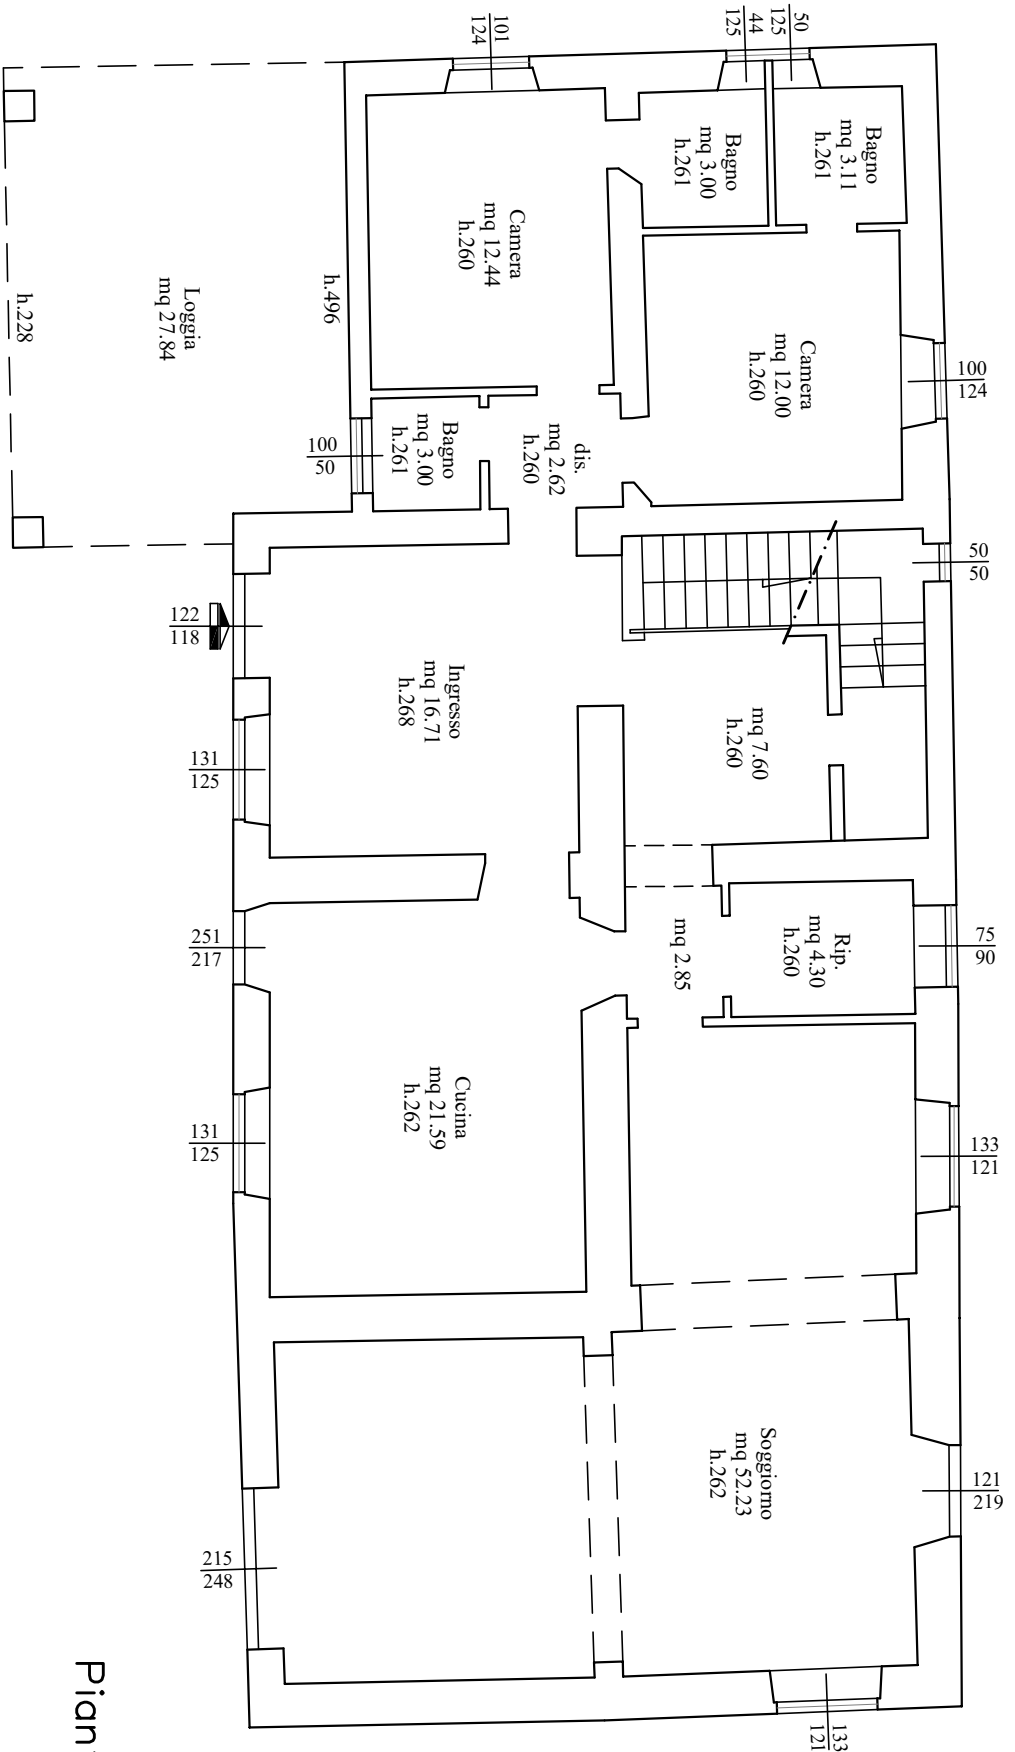 101
124
44
125
50
125
Bagno
mq 3.11
h.261
Bagno
mq 3.00
h.261
Camera
mq 12.44
h.260
h.496
Loggia
mq 27.84
h.228
Camera
mq 12.00
h.260
100
124
Bagno
mq 3.00
h.261
100
50
dis.
mq 2.62
h.260
50
50
122
118
Ingresso
mq 16.71
h.268
mq 7.60
h.260
131
125
251
217
mq 2.85
Rip.
mq 4.30
h.260
75
90
Cucina
mq 21.59
h.262
131
125
133
121
Soggiorno
mq 52.23
h.262
121
219
215
248
133
121